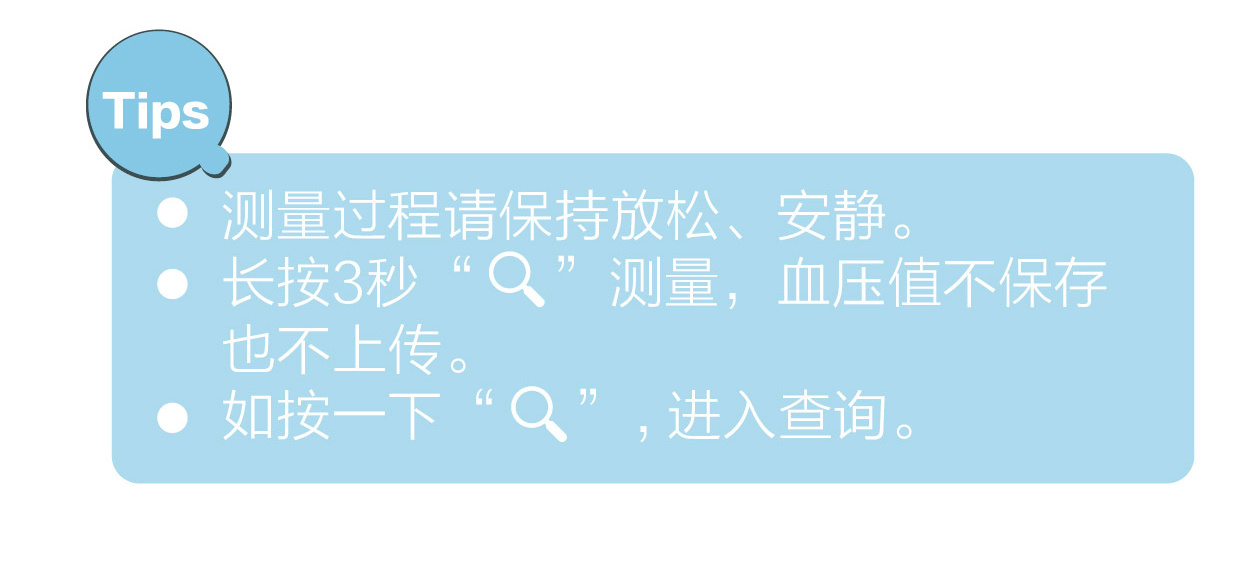 Tips
● 测量过程请保持放松、安静。
● 长按3秒“🔍”测量，血压值不保存
也不上传。
● 如按一下“🔍”,进入查询。